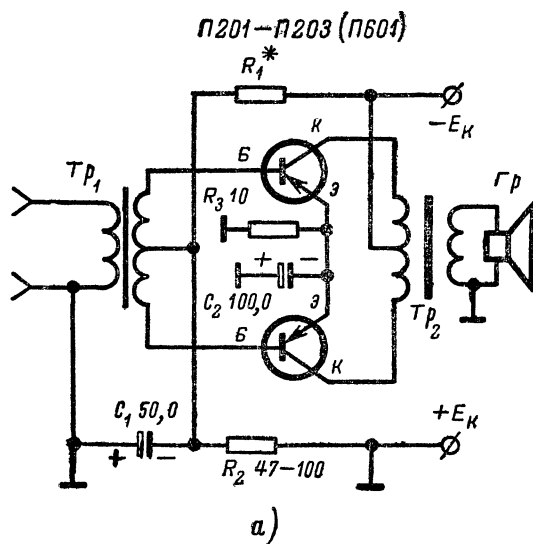 П201–П203 (П601)
R₁*
К
–Eк
Б
Тр₁
Э
Гр
R₃ 10
+ –
C₂ 100,0
Э
Тр₂
Б
К
C₁ 50,0
+Eк
+ –
R₂ 47–100
а)